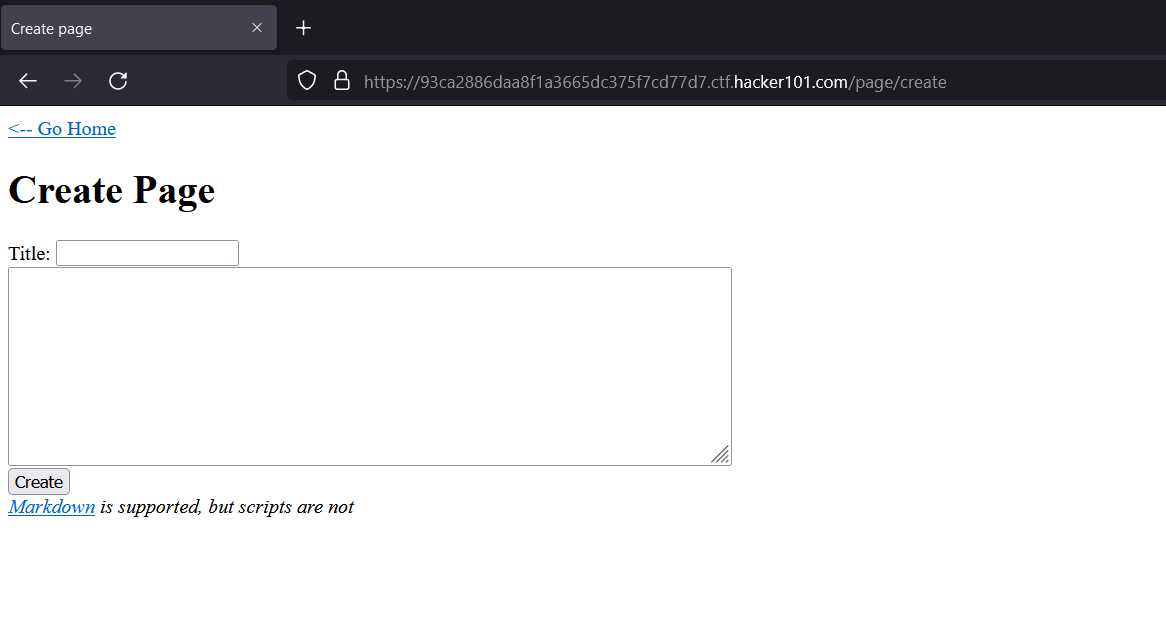 Create page
https://93ca2886daa8f1a3665dc375f7cd77d7.ctf.hacker101.com/page/create
<-- Go Home
Create Page
Title:
Create
Markdown is supported, but scripts are not